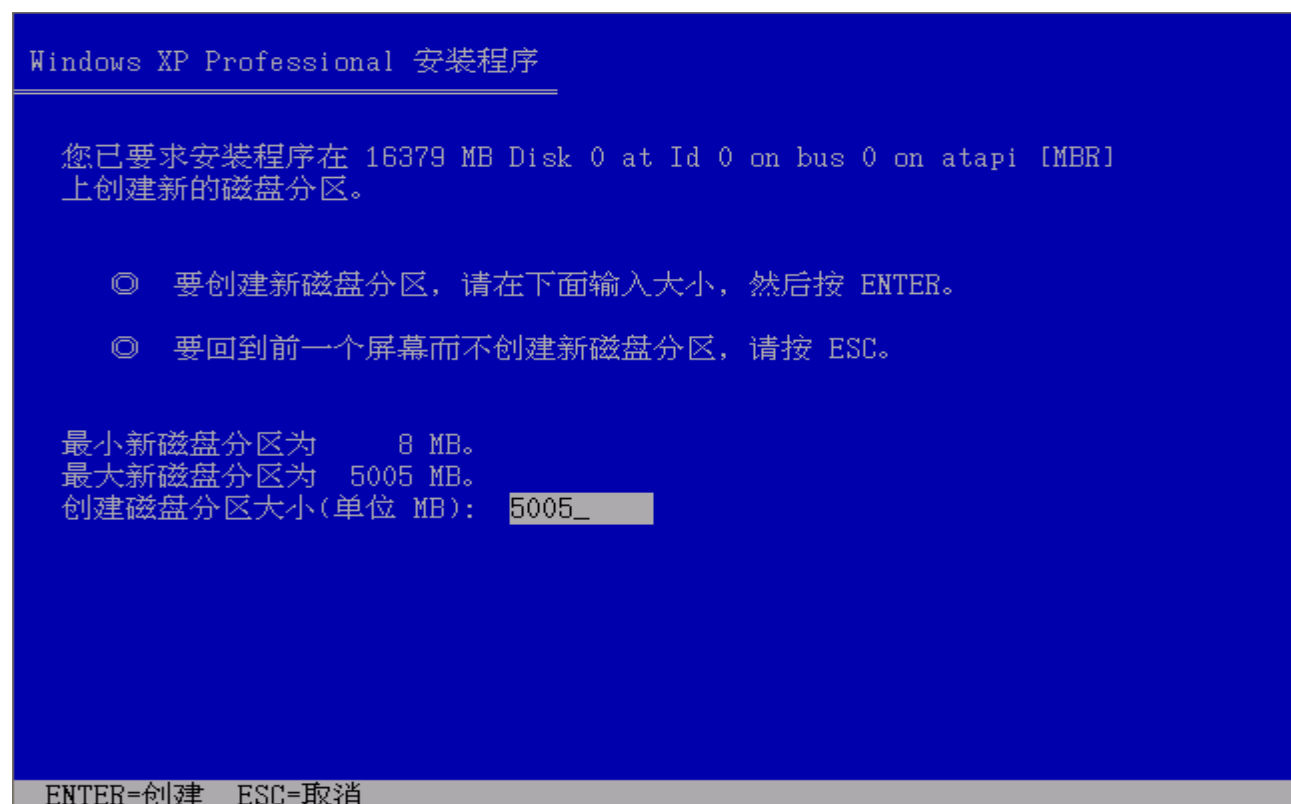 Windows XP Professional 安装程序
您已要求安装程序在 16379 MB Disk 0 at Id 0 on bus 0 on atapi [MBR]
上创建新的磁盘分区。
◎ 要创建新磁盘分区，请在下面输入大小，然后按 ENTER。
◎ 要回到前一个屏幕而不创建新磁盘分区，请按 ESC。
最小新磁盘分区为 8 MB。
最大新磁盘分区为 5005 MB。
创建磁盘分区大小(单位 MB): 5005_
ENTER=创建 ESC=取消